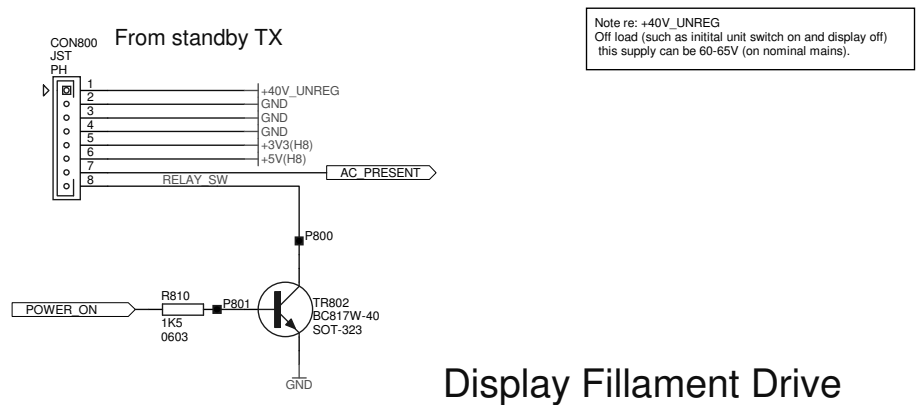 CON800
JST
PH
From standby TX
Note re: +40V_UNREG
Off load (such as initital unit switch on and display off)
this supply can be 60-65V (on nominal mains).
1
+40V_UNREG
2
GND
3
GND
4
GND
5
+3V3(H8)
6
+5V(H8)
7
AC_PRESENT
8
RELAY_SW
P800
POWER_ON
R810
1K5
0603
P801
TR802
BC817W-40
SOT-323
GND
Display Fillament Drive